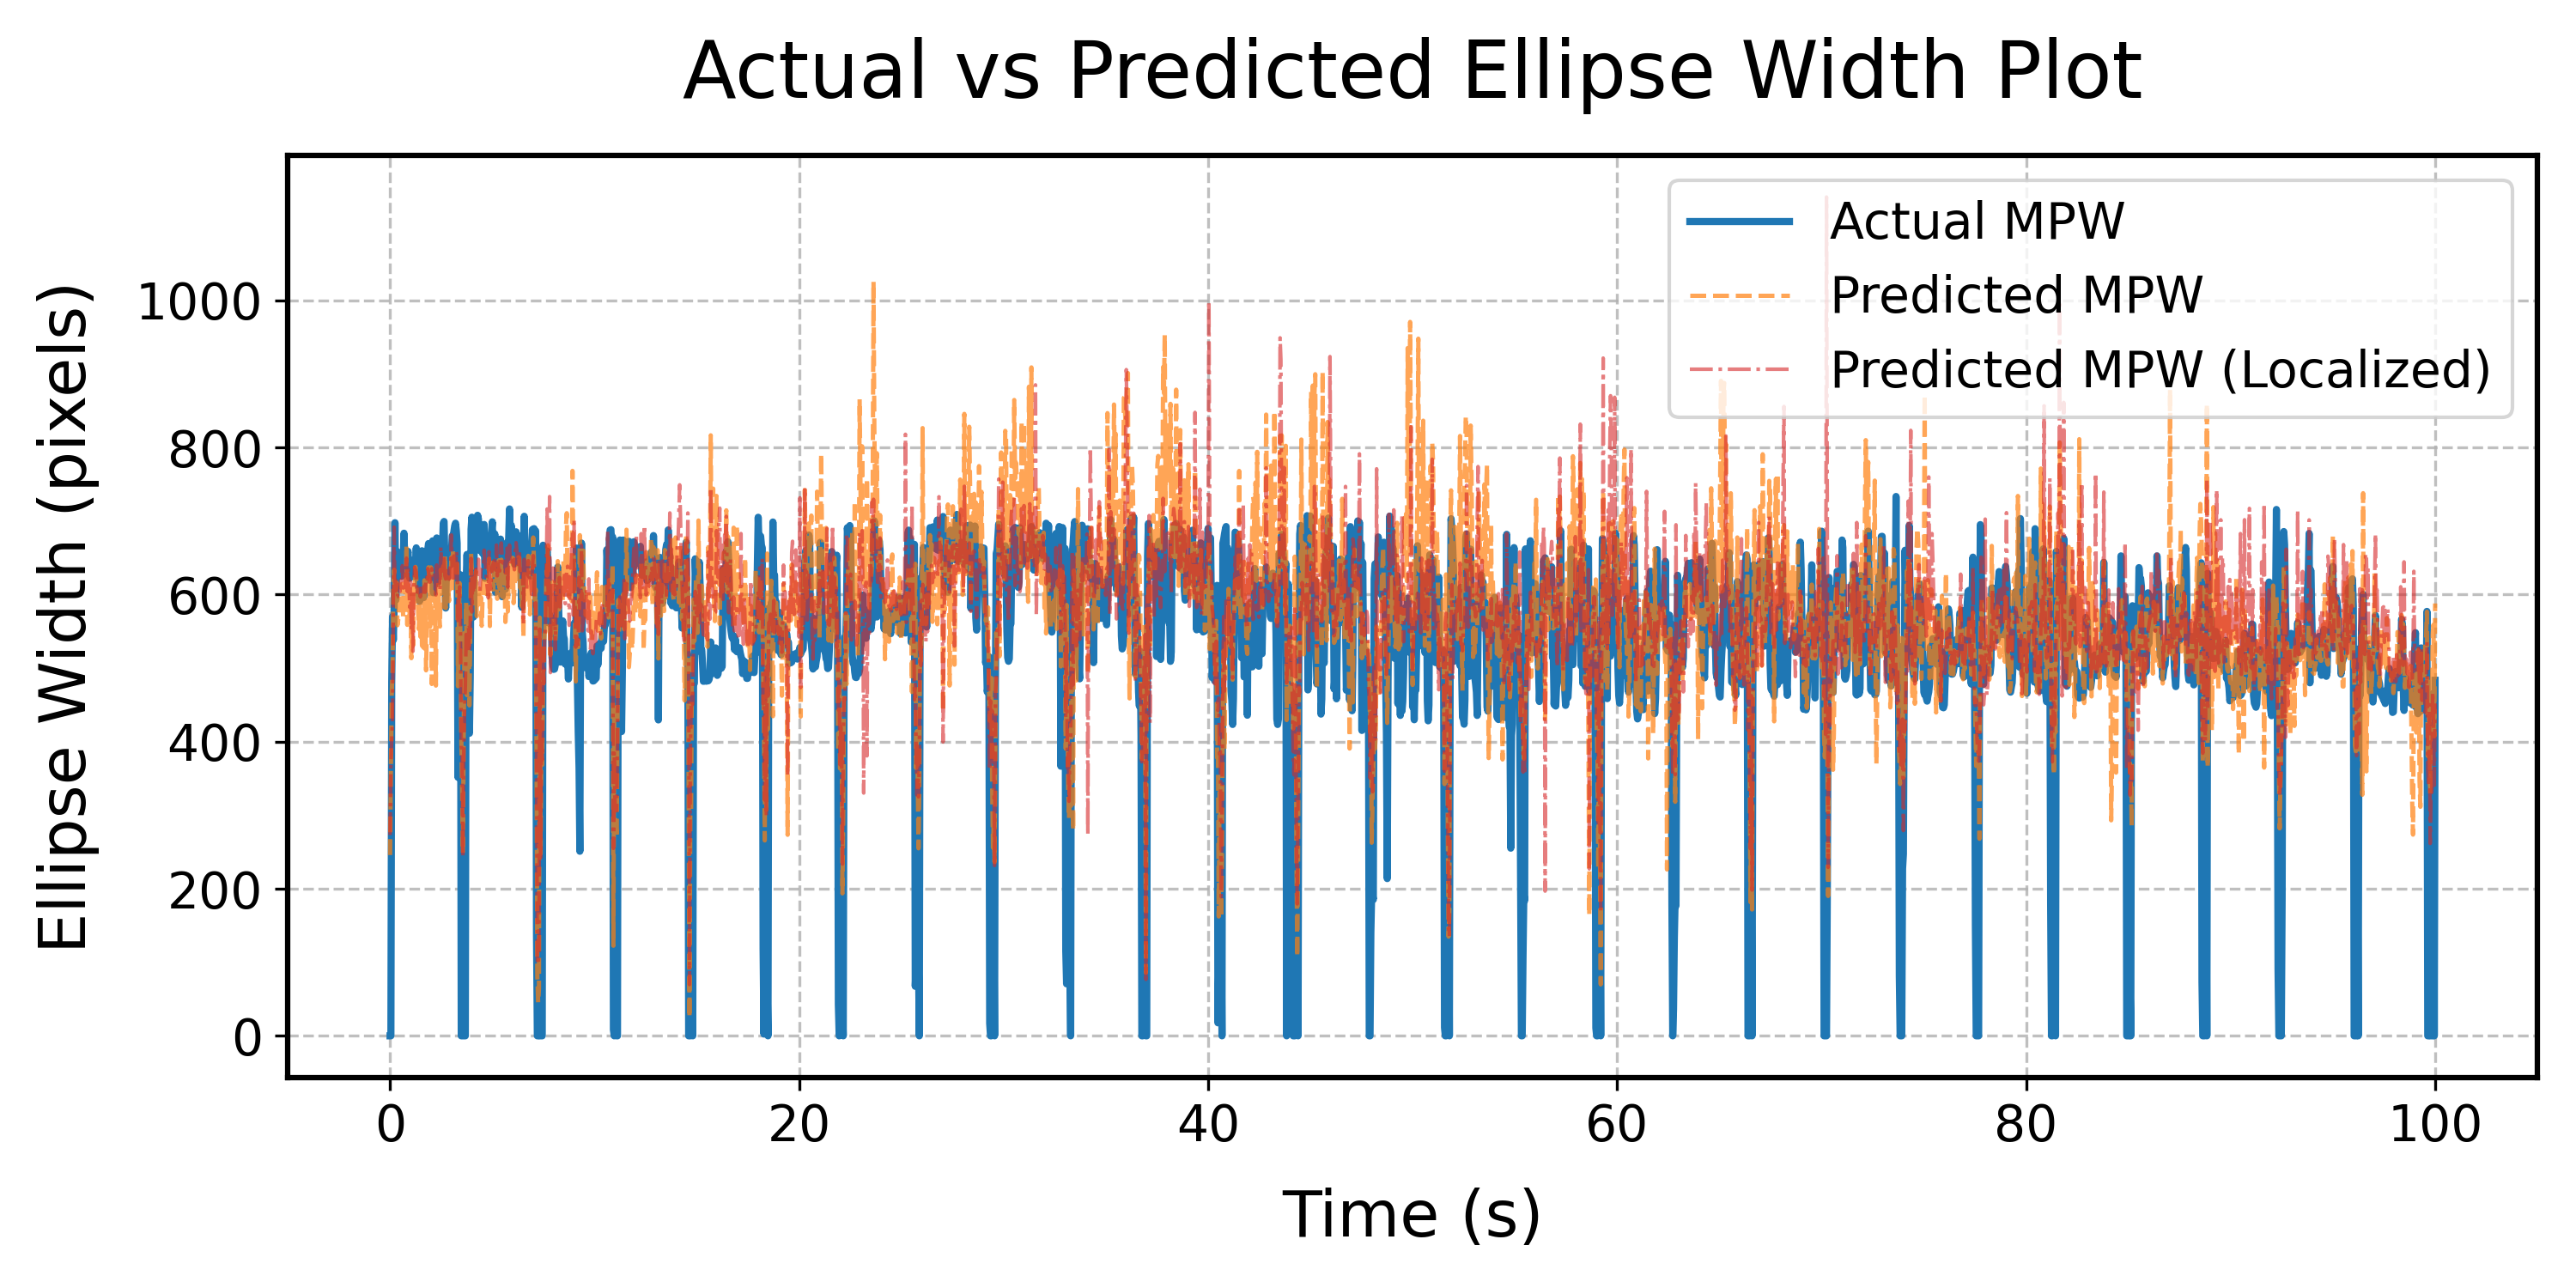 Actual vs Predicted Ellipse Width Plot
Actual MPW
Predicted MPW
Predicted MPW (Localized)
Ellipse Width (pixels)
1000
800
600
400
200
0
0 20 40 60 80 100
Time (s)